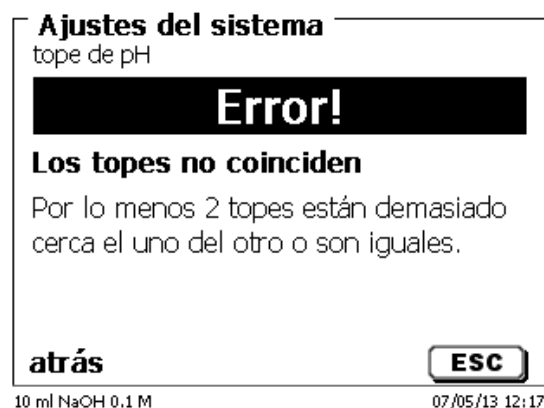 Ajustes del sistema
tope de pH
Error!
Los topes no coinciden
Por lo menos 2 topes están demasiado
cerca el uno del otro o son iguales.
atrás ESC
10 ml NaOH 0.1 M 07/05/13 12:17